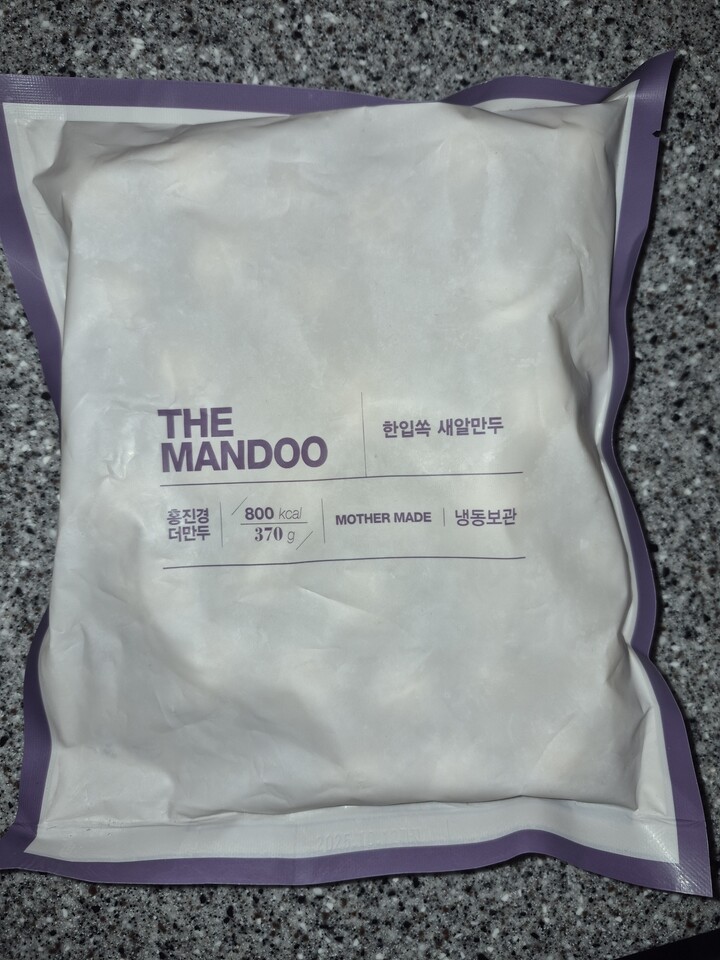 THE
MANDOO
한입쏙 새알만두
홍진경
더만두
800 kcal
370 g
MOTHER MADE
냉동보관